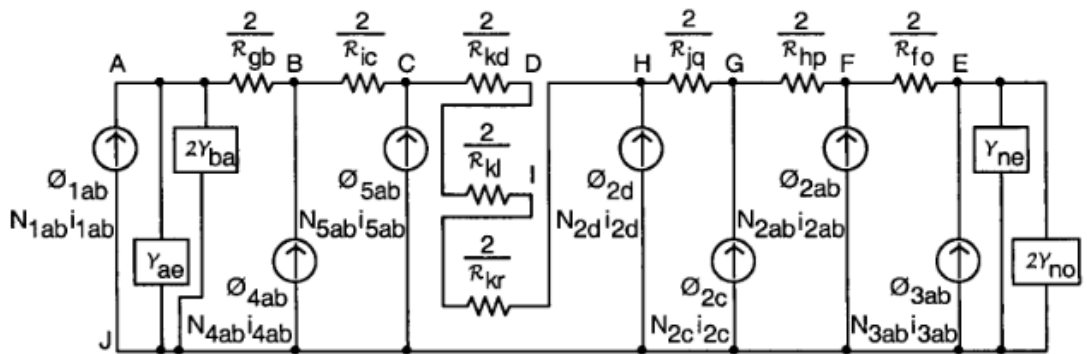 2 2 2 2 2 2
A R_gb B R_ic C R_kd D H R_jq G R_hp F R_fo E
2Y_ba Y_ne
2
R_kl I
Ø_1ab Ø_5ab Ø_2d Ø_2ab
N_1ab i_1ab N_5ab i_5ab N_2d i_2d N_2ab i_2ab
2
R_kr
Y_ae 2Y_no
Ø_4ab Ø_2c Ø_3ab
J N_4ab i_4ab N_2c i_2c N_3ab i_3ab